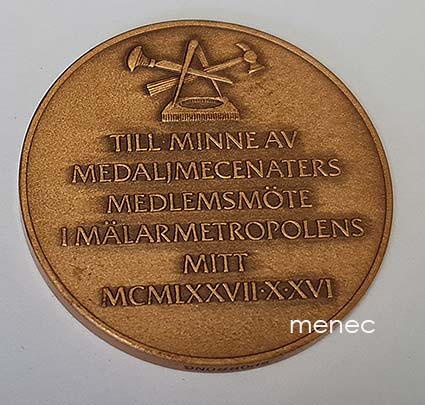 TILL·MINNE AV
MEDALJMECENATERS
MEDLEMSMÖTE
I MÄLARMETROPOLENS
MITT
MCMLXXVII·X·XVI
menec